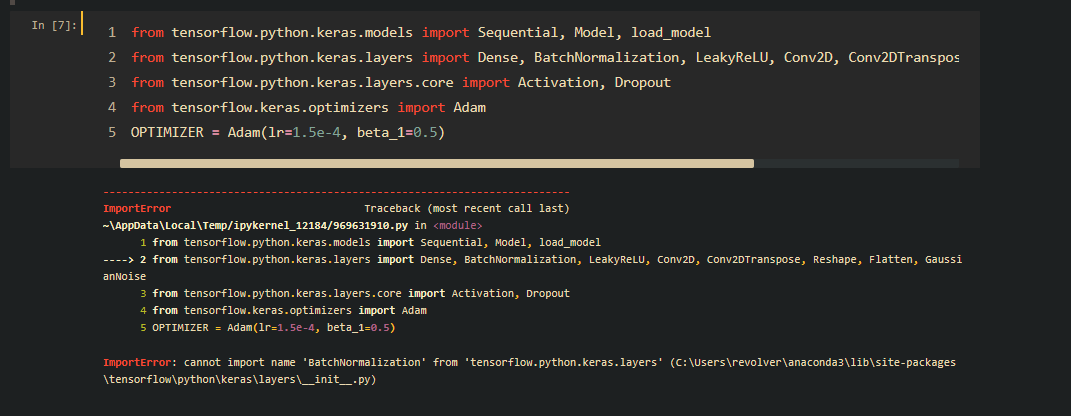 In [7]:
1 from tensorflow.python.keras.models import Sequential, Model, load_model
2 from tensorflow.python.keras.layers import Dense, BatchNormalization, LeakyReLU, Conv2D, Conv2DTranspos
3 from tensorflow.python.keras.layers.core import Activation, Dropout
4 from tensorflow.keras.optimizers import Adam
5 OPTIMIZER = Adam(lr=1.5e-4, beta_1=0.5)
---------------------------------------------------------------------------
ImportError Traceback (most recent call last)
~\AppData\Local\Temp/ipykernel_12184/969631910.py in <module>
1 from tensorflow.python.keras.models import Sequential, Model, load_model
----> 2 from tensorflow.python.keras.layers import Dense, BatchNormalization, LeakyReLU, Conv2D, Conv2DTranspose, Reshape, Flatten, Gaussi
anNoise
3 from tensorflow.python.keras.layers.core import Activation, Dropout
4 from tensorflow.keras.optimizers import Adam
5 OPTIMIZER = Adam(lr=1.5e-4, beta_1=0.5)
ImportError: cannot import name 'BatchNormalization' from 'tensorflow.python.keras.layers' (C:\Users\revolver\anaconda3\lib\site-packages
\tensorflow\python\keras\layers\__init__.py)